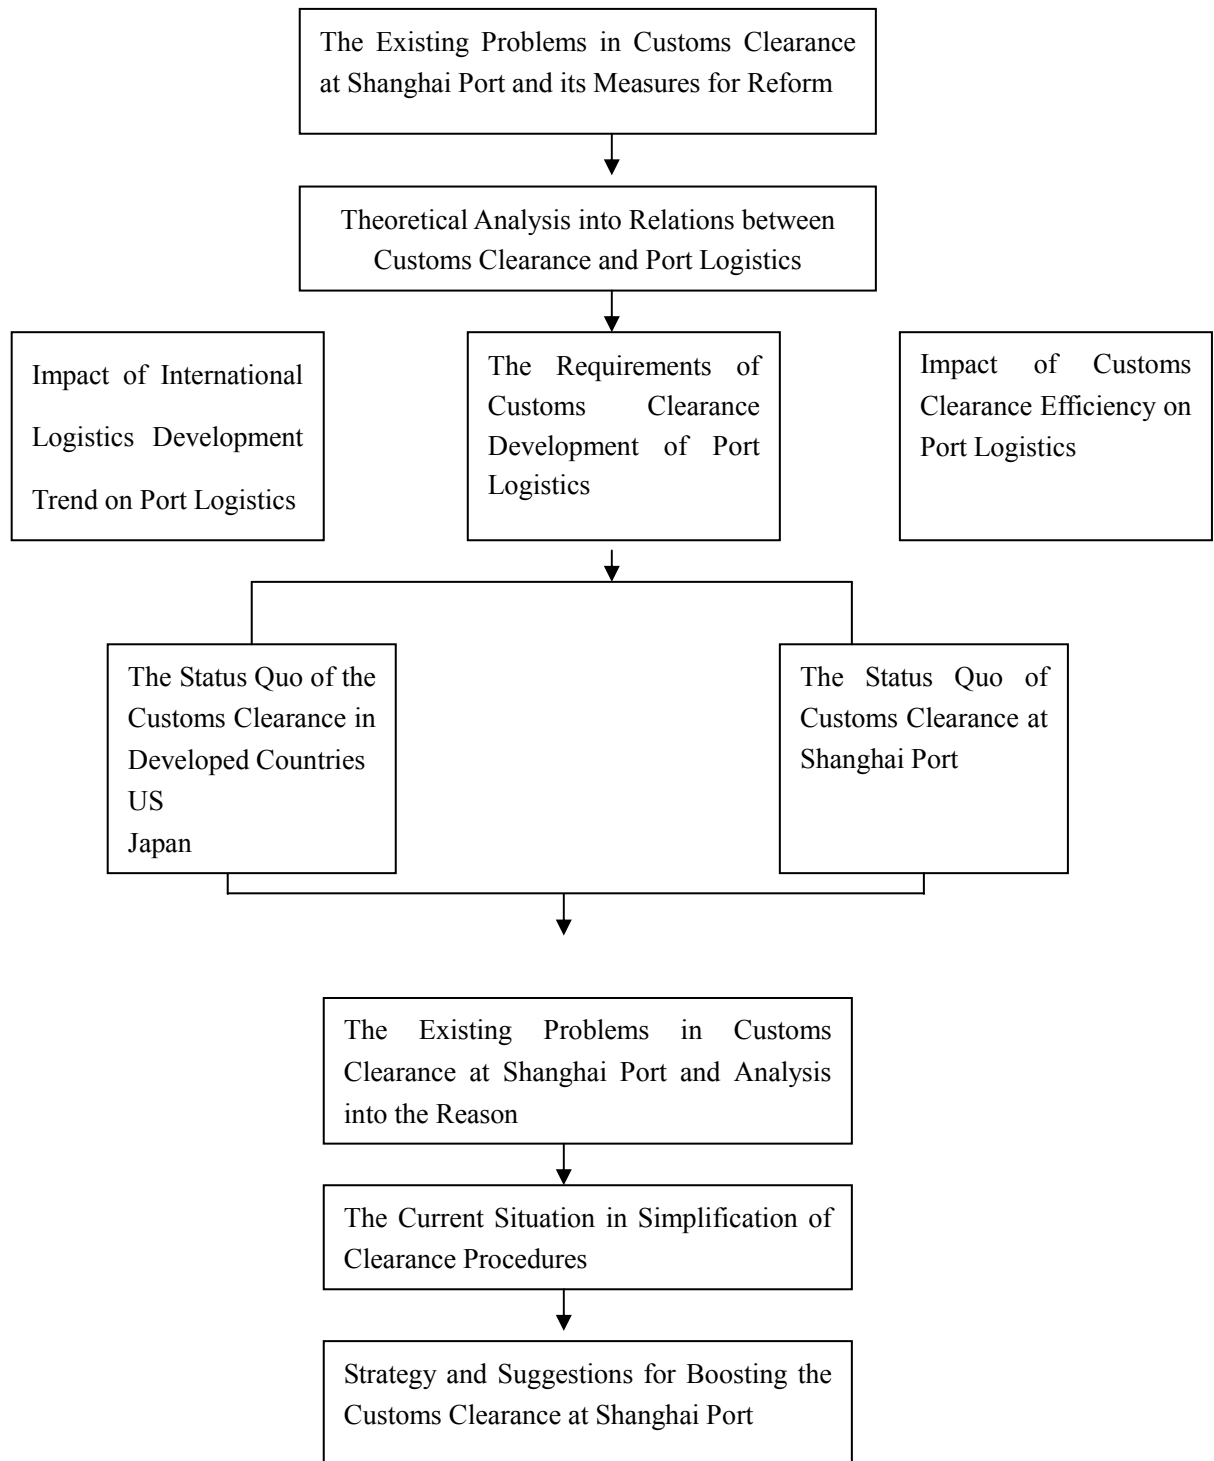 The Existing Problems in Customs Clearance
at Shanghai Port and its Measures for Reform
Theoretical Analysis into Relations between
Customs Clearance and Port Logistics
Impact of International
Logistics Development
Trend on Port Logistics
The Requirements of
Customs Clearance
Development of Port
Logistics
Impact of Customs
Clearance Efficiency on
Port Logistics
The Status Quo of the
Customs Clearance in
Developed Countries
US
Japan
The Status Quo of
Customs Clearance at
Shanghai Port
The Existing Problems in Customs
Clearance at Shanghai Port and Analysis
into the Reason
The Current Situation in Simplification of
Clearance Procedures
Strategy and Suggestions for Boosting the
Customs Clearance at Shanghai Port